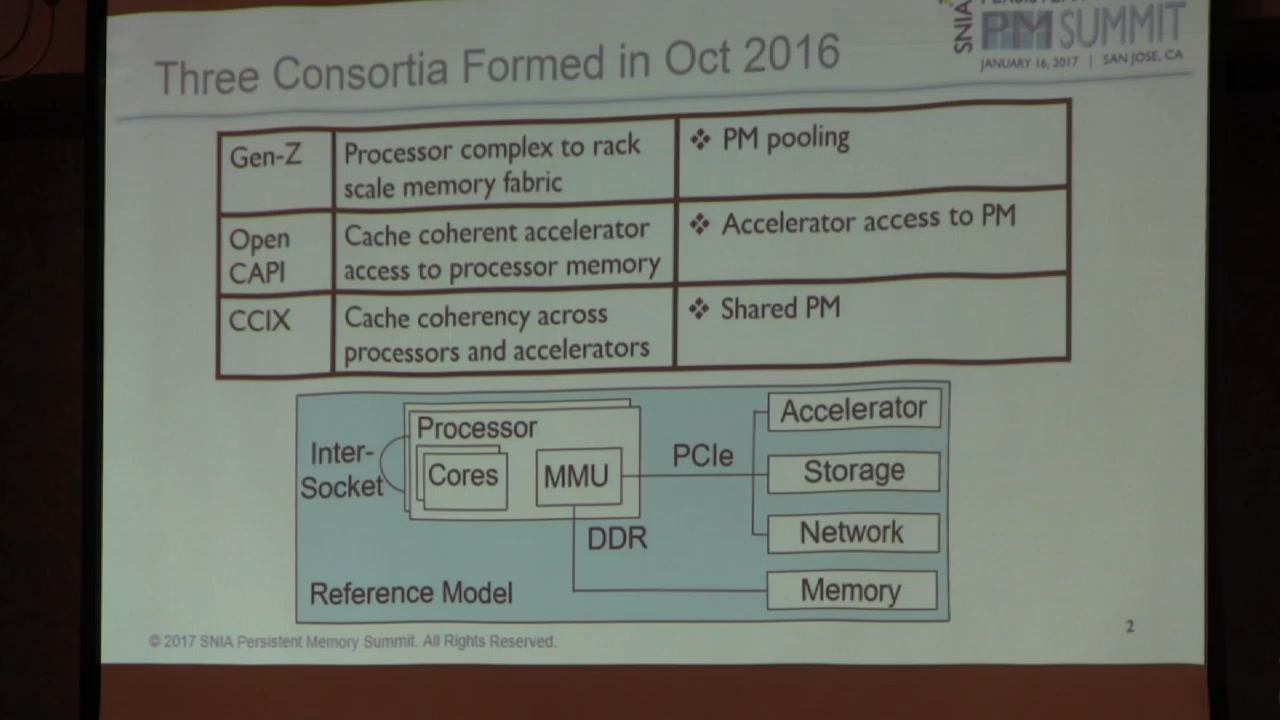 Three Consortia Formed in Oct 2016
SNIA
PM SUMMIT
JANUARY 16, 2017 | SAN JOSE, CA
Gen-Z
Processor complex to rack
scale memory fabric
❖ PM pooling
Open
CAPI
Cache coherent accelerator
access to processor memory
❖ Accelerator access to PM
CCIX
Cache coherency across
processors and accelerators
❖ Shared PM
Inter-
Socket
Processor
Cores
MMU
PCIe
DDR
Accelerator
Storage
Network
Memory
Reference Model
© 2017 SNIA Persistent Memory Summit. All Rights Reserved.
2